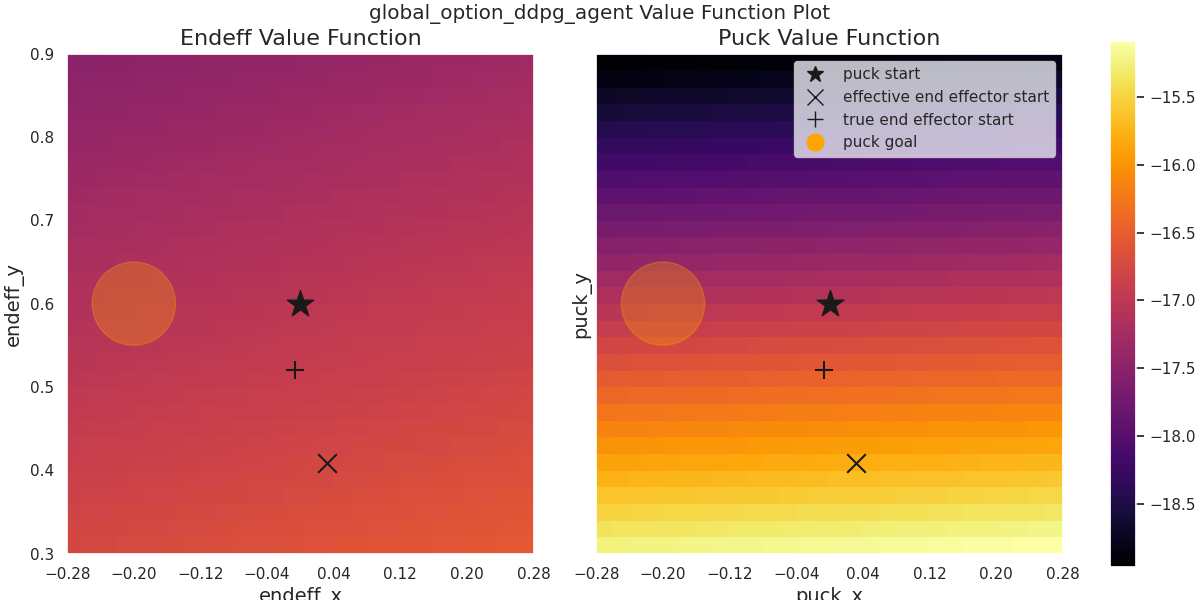 global_option_ddpg_agent Value Function Plot
Endeff Value Function
Puck Value Function
0.9
0.8
0.7
0.6
0.5
0.4
0.3
endeff_y
−0.28 −0.20 −0.12 −0.04 0.04 0.12 0.20 0.28
endeff_x
puck_y
puck start
effective end effector start
true end effector start
puck goal
−0.28 −0.20 −0.12 −0.04 0.04 0.12 0.20 0.28
puck_x
−15.5
−16.0
−16.5
−17.0
−17.5
−18.0
−18.5